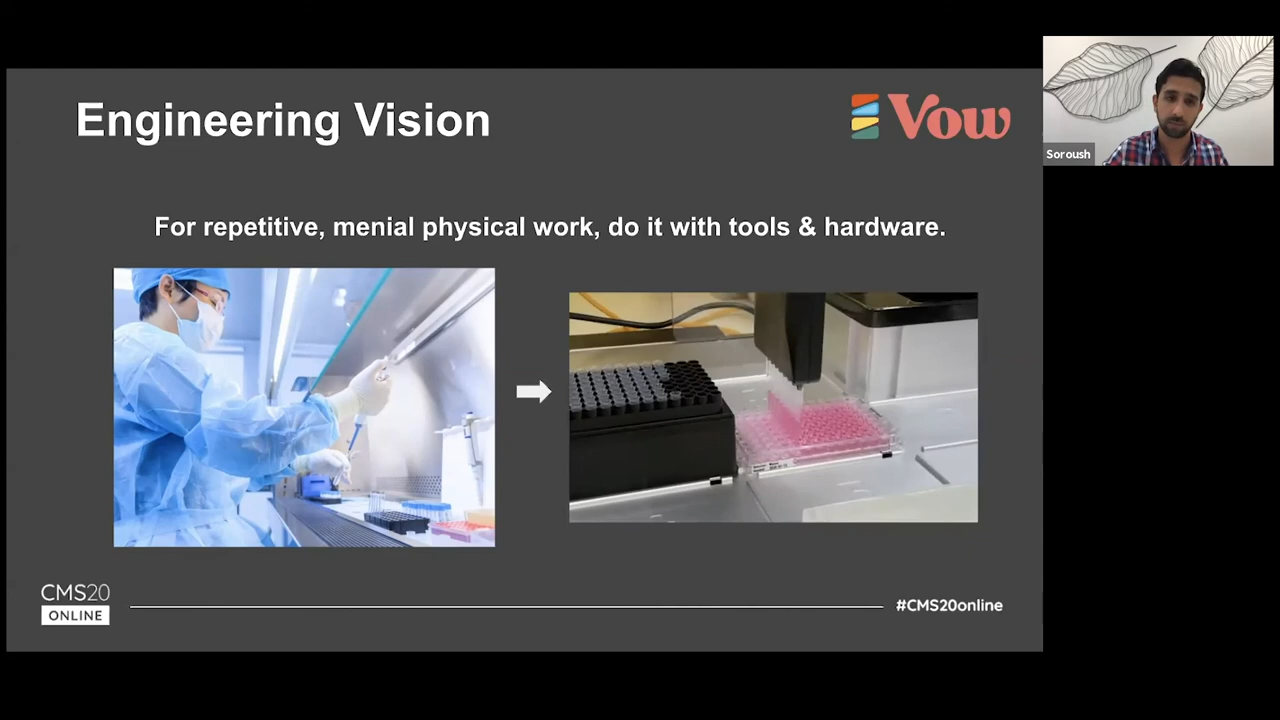 Engineering Vision
Vow
Soroush
For repetitive, menial physical work, do it with tools & hardware.
CMS20
ONLINE
#CMS20online